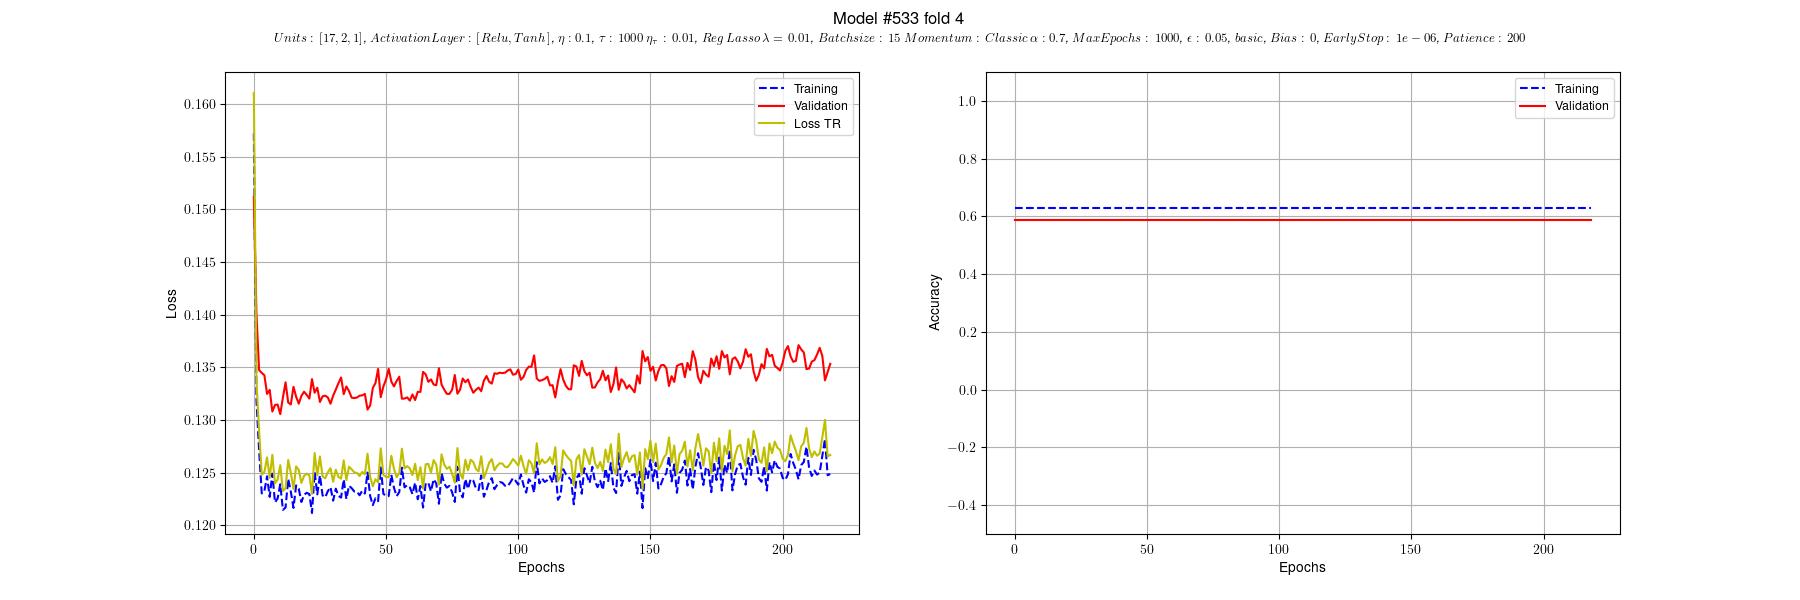 Model #533 fold 4
Units : [17, 2, 1], ActivationLayer : [Relu, Tanh], η : 0.1, τ : 1000 ητ : 0.01, Reg Lasso λ = 0.01, Batchsize : 15 Momentum : Classic α : 0.7, MaxEpochs : 1000, ϵ : 0.05, basic, Bias : 0, EarlyStop : 1e − 06, Patience : 200
Training
Validation
Loss TR
0.160
0.155
0.150
0.145
0.140
0.135
0.130
0.125
0.120
Loss
0 50 100 150 200
Epochs
Training
Validation
1.0
0.8
0.6
0.4
0.2
0.0
−0.2
−0.4
Accuracy
0 50 100 150 200
Epochs